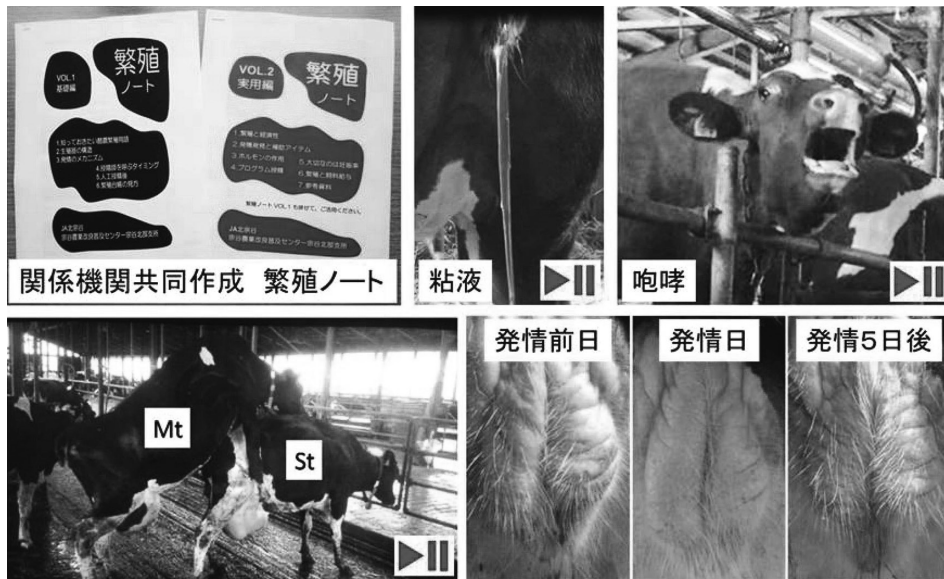 VOL.1
基礎編
繁殖
ノート
1.知っておきたい酪農繁殖用語
2.生殖器の構造
3.発情のメカニズム
4.授精師を呼ぶタイミング
5.人工授精後
6.繁殖台帳の見方
JA北宗谷
宗谷農業改良普及センター宗谷北部支所
VOL.2
実用編
繁殖
ノート
1.繁殖と経済性
2.発情発見と補助アイテム
3.ホルモンの作用
4.プログラム授精
5.大切なのは妊娠率
6.繁殖と飼料給与
7.参考資料
繁殖ノートVOL.1も併せて、ご活用ください。
JA北宗谷
宗谷農業改良普及センター宗谷北部支所
関係機関共同作成 繁殖ノート
粘液
咆哮
Mt
St
発情前日
発情日
発情5日後